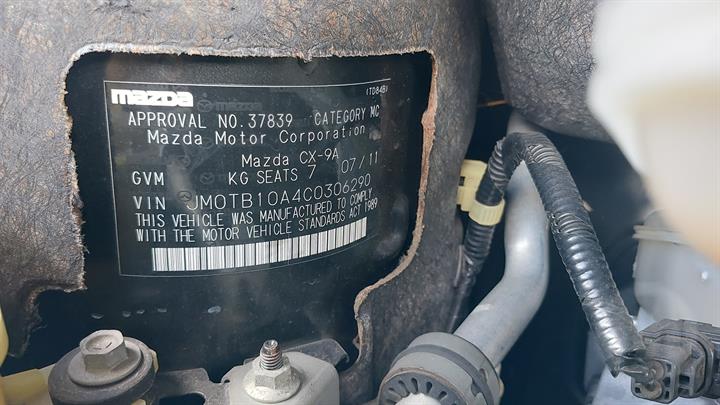 mazda
(TD84B)
APPROVAL NO.37839 CATEGORY MC
Mazda Motor Corporation
Mazda CX-9A
GVM KG SEATS 7 07/11
VIN JM0TB10A4C0306290
THIS VEHICLE WAS MANUFACTURED TO COMPLY
WITH THE MOTOR VEHICLE STANDARDS ACT 1989